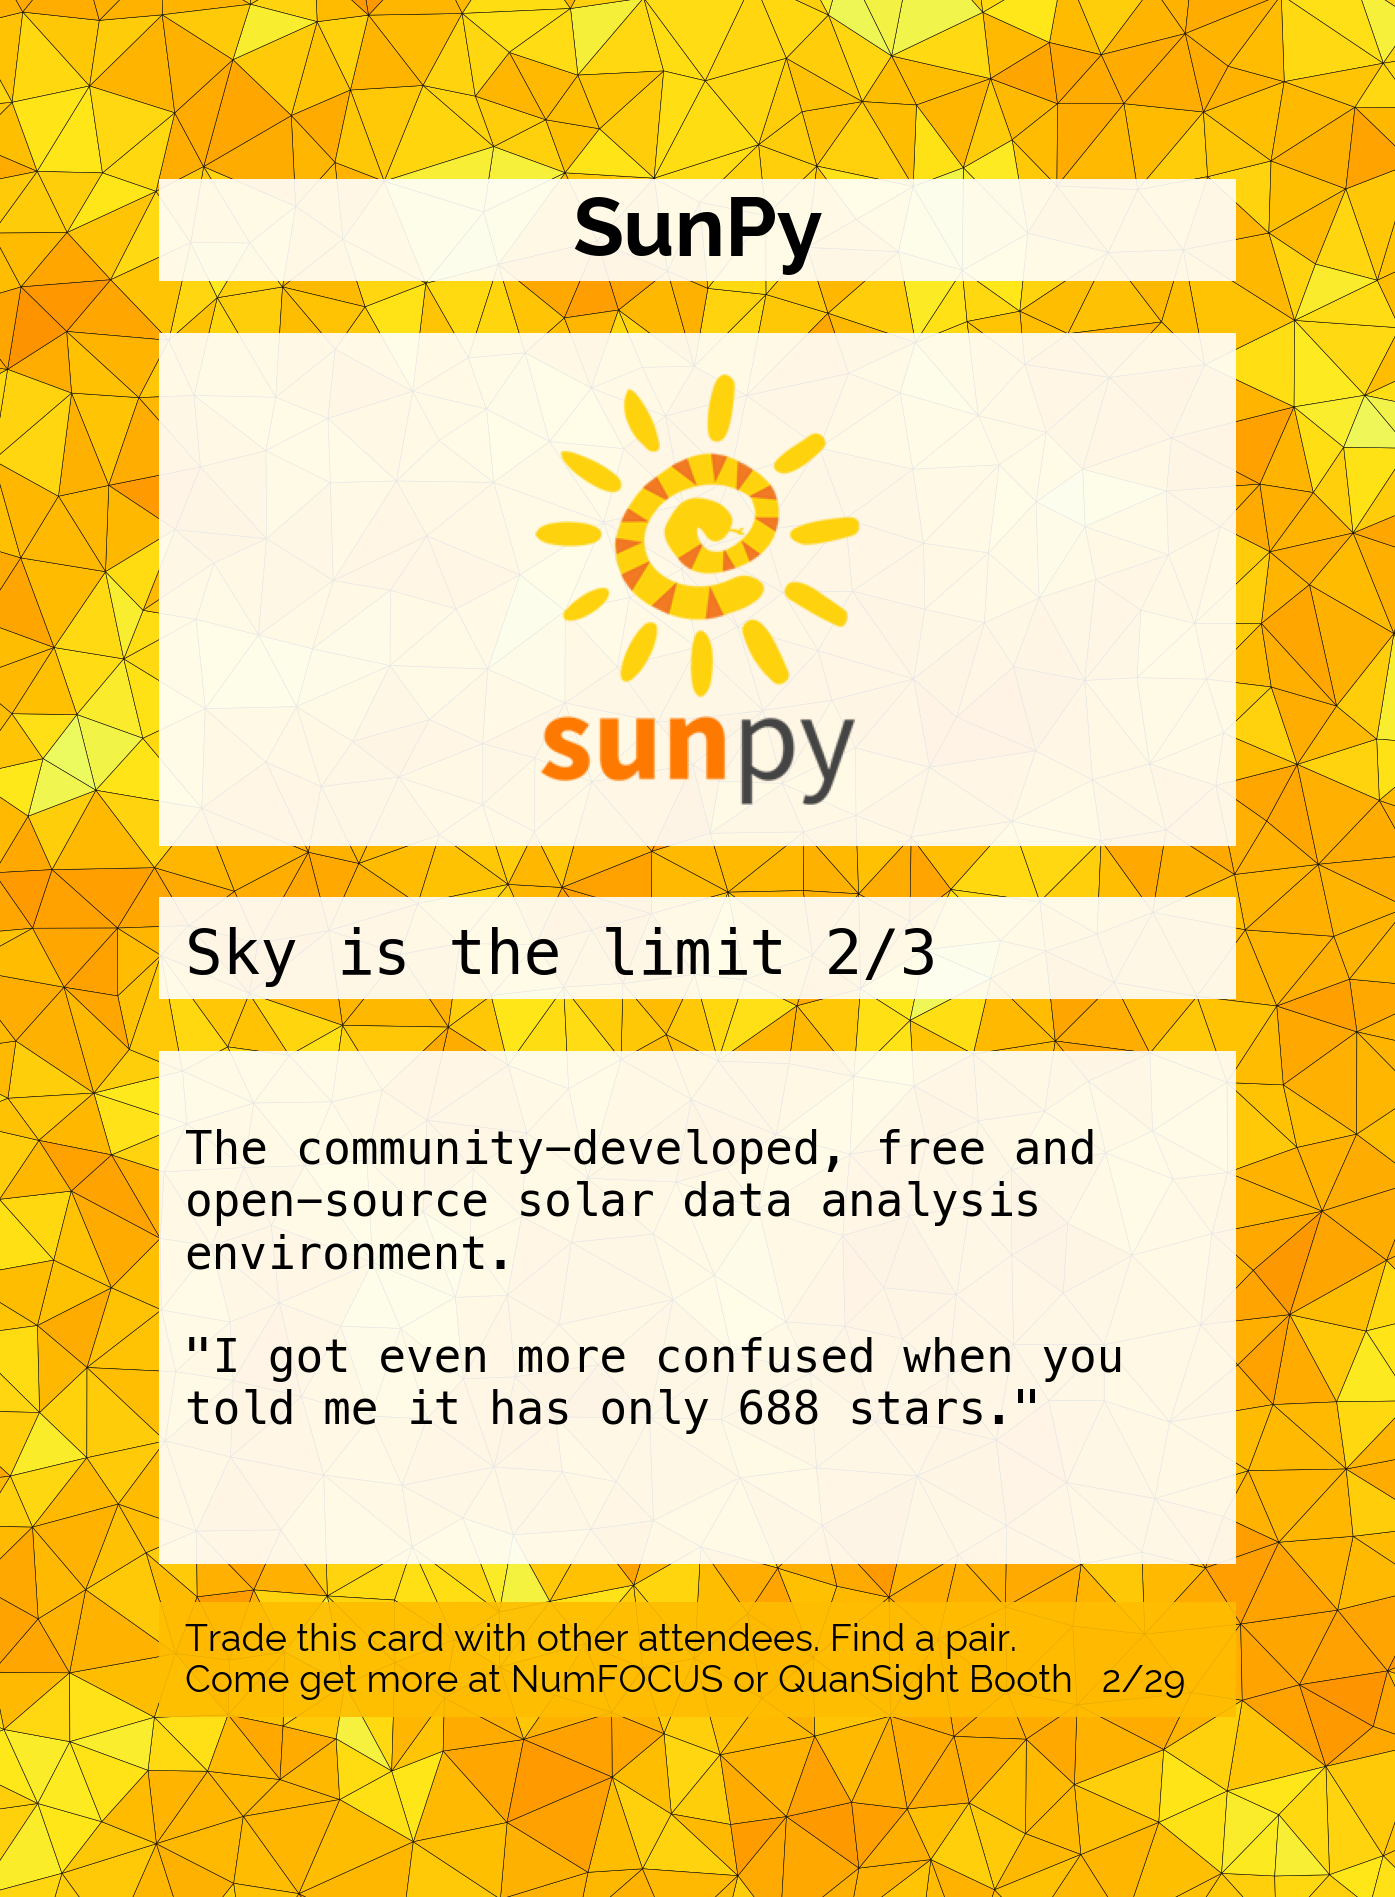 SunPy
sunpy
Sky is the limit 2/3
The community-developed, free and
open-source solar data analysis
environment.
"I got even more confused when you
told me it has only 688 stars."
Trade this card with other attendees. Find a pair.
Come get more at NumFOCUS or QuanSight Booth 2/29